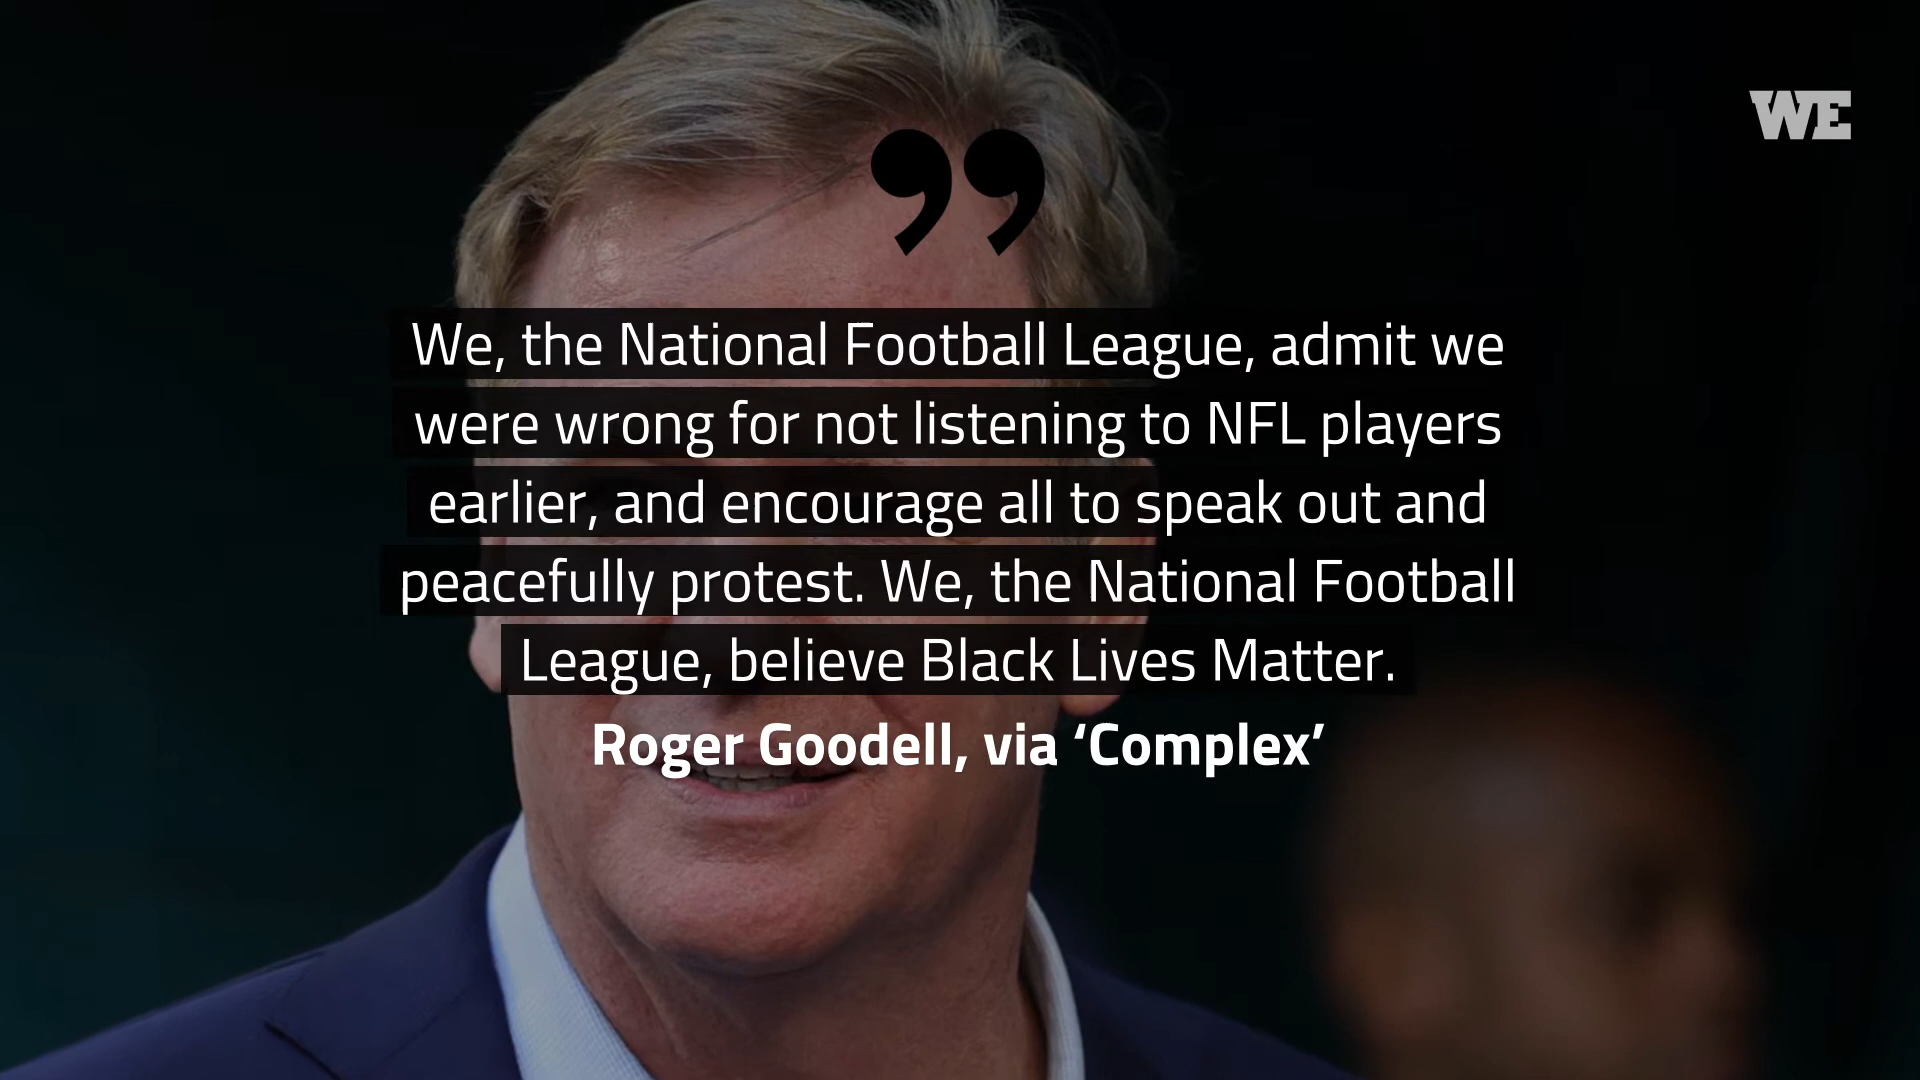 WE
”
We, the National Football League, admit we
were wrong for not listening to NFL players
earlier, and encourage all to speak out and
peacefully protest. We, the National Football
League, believe Black Lives Matter.
Roger Goodell, via ‘Complex’